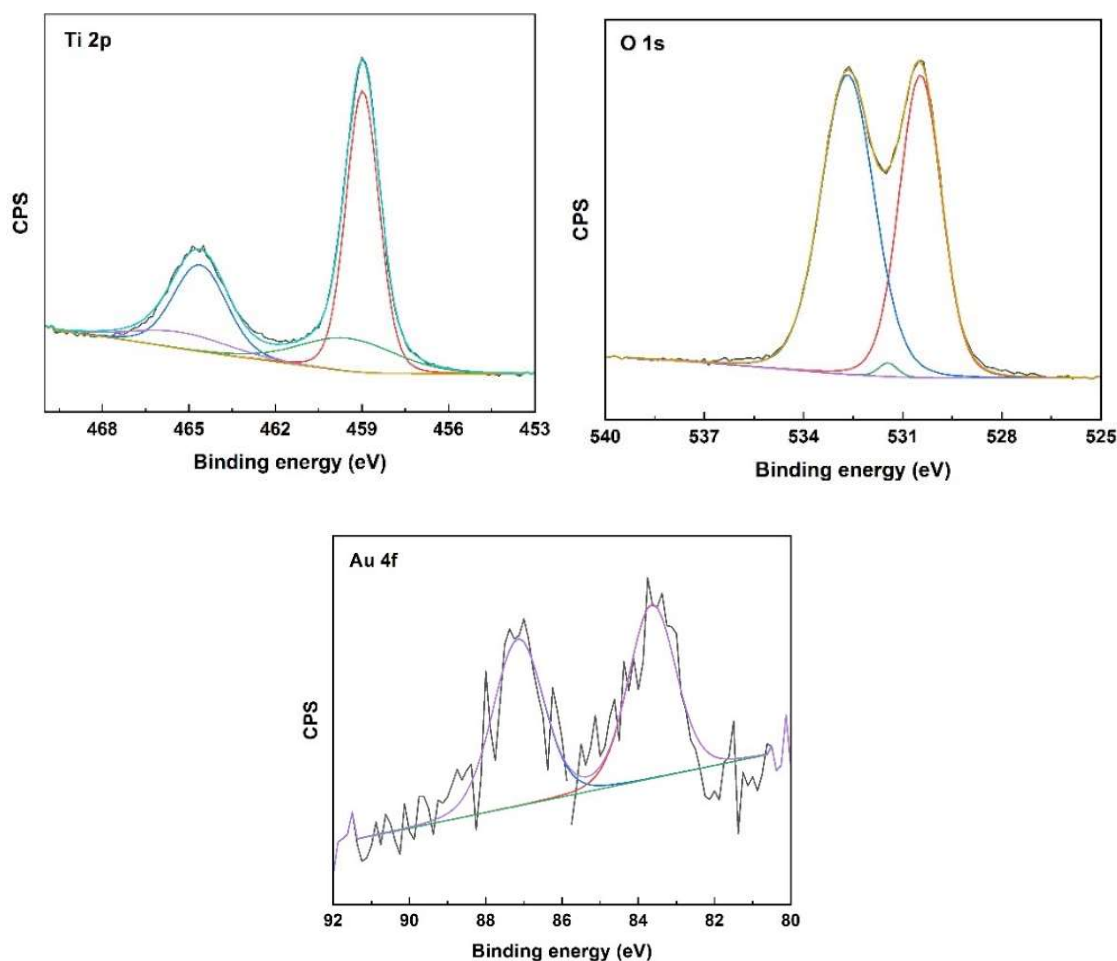 Ti 2p
CPS
468 465 462 459 456 453
Binding energy (eV)
O 1s
CPS
540 537 534 531 528 525
Binding energy (eV)
Au 4f
CPS
92 90 88 86 84 82 80
Binding energy (eV)